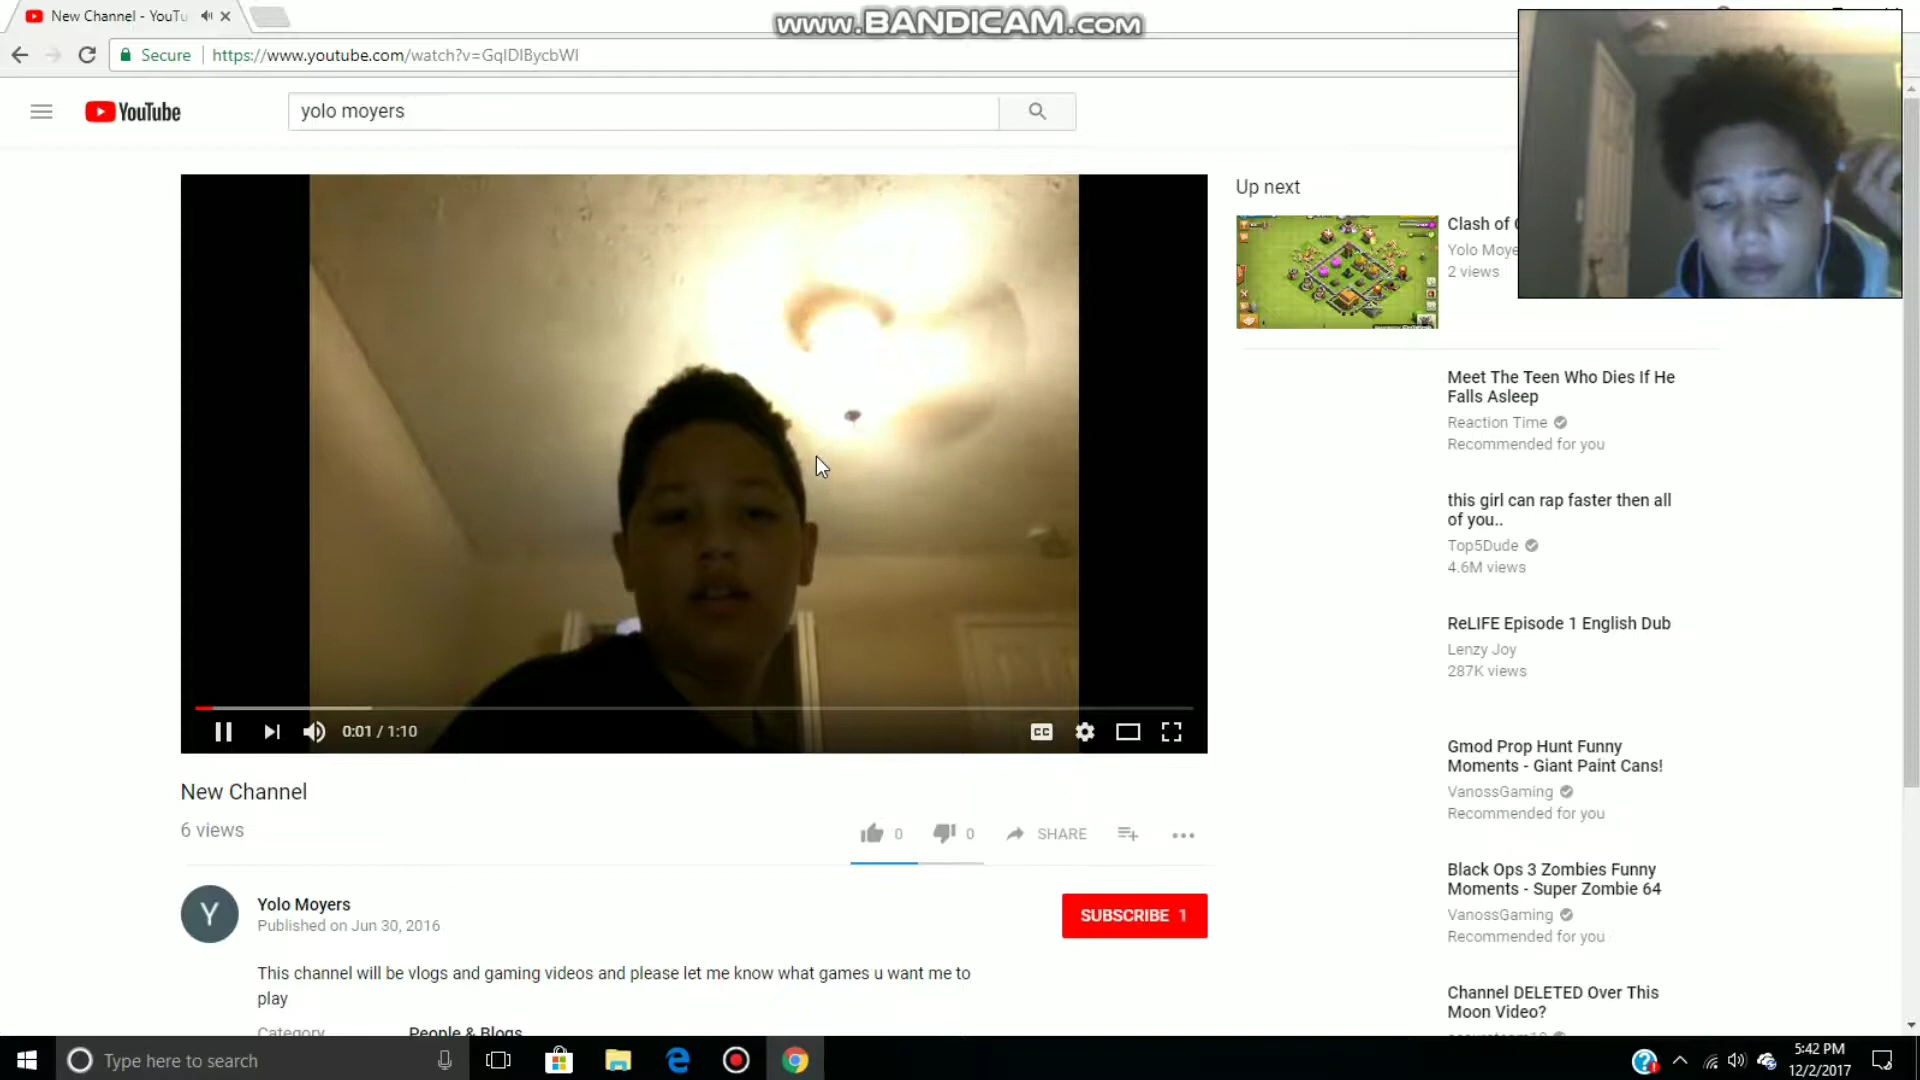 New Channel - YouTu
www.BANDICAM.com
Secure
https://www.youtube.com/watch?v=GqIDIBycbWI
YouTube
yolo moyers
Up next
Clash of
Yolo Moye
2 views
Meet The Teen Who Dies If He
Falls Asleep
Reaction Time
Recommended for you
this girl can rap faster then all
of you..
Top5Dude
4.6M views
ReLIFE Episode 1 English Dub
Lenzy Joy
287K views
Gmod Prop Hunt Funny
Moments - Giant Paint Cans!
VanossGaming
Recommended for you
Black Ops 3 Zombies Funny
Moments - Super Zombie 64
VanossGaming
Recommended for you
Channel DELETED Over This
Moon Video?
0:01 / 1:10
CC
New Channel
6 views
0
0
SHARE
Y
Yolo Moyers
Published on Jun 30, 2016
SUBSCRIBE 1
This channel will be vlogs and gaming videos and please let me know what games u want me to
play
Category
People & Blogs
Type here to search
5:42 PM
12/2/2017